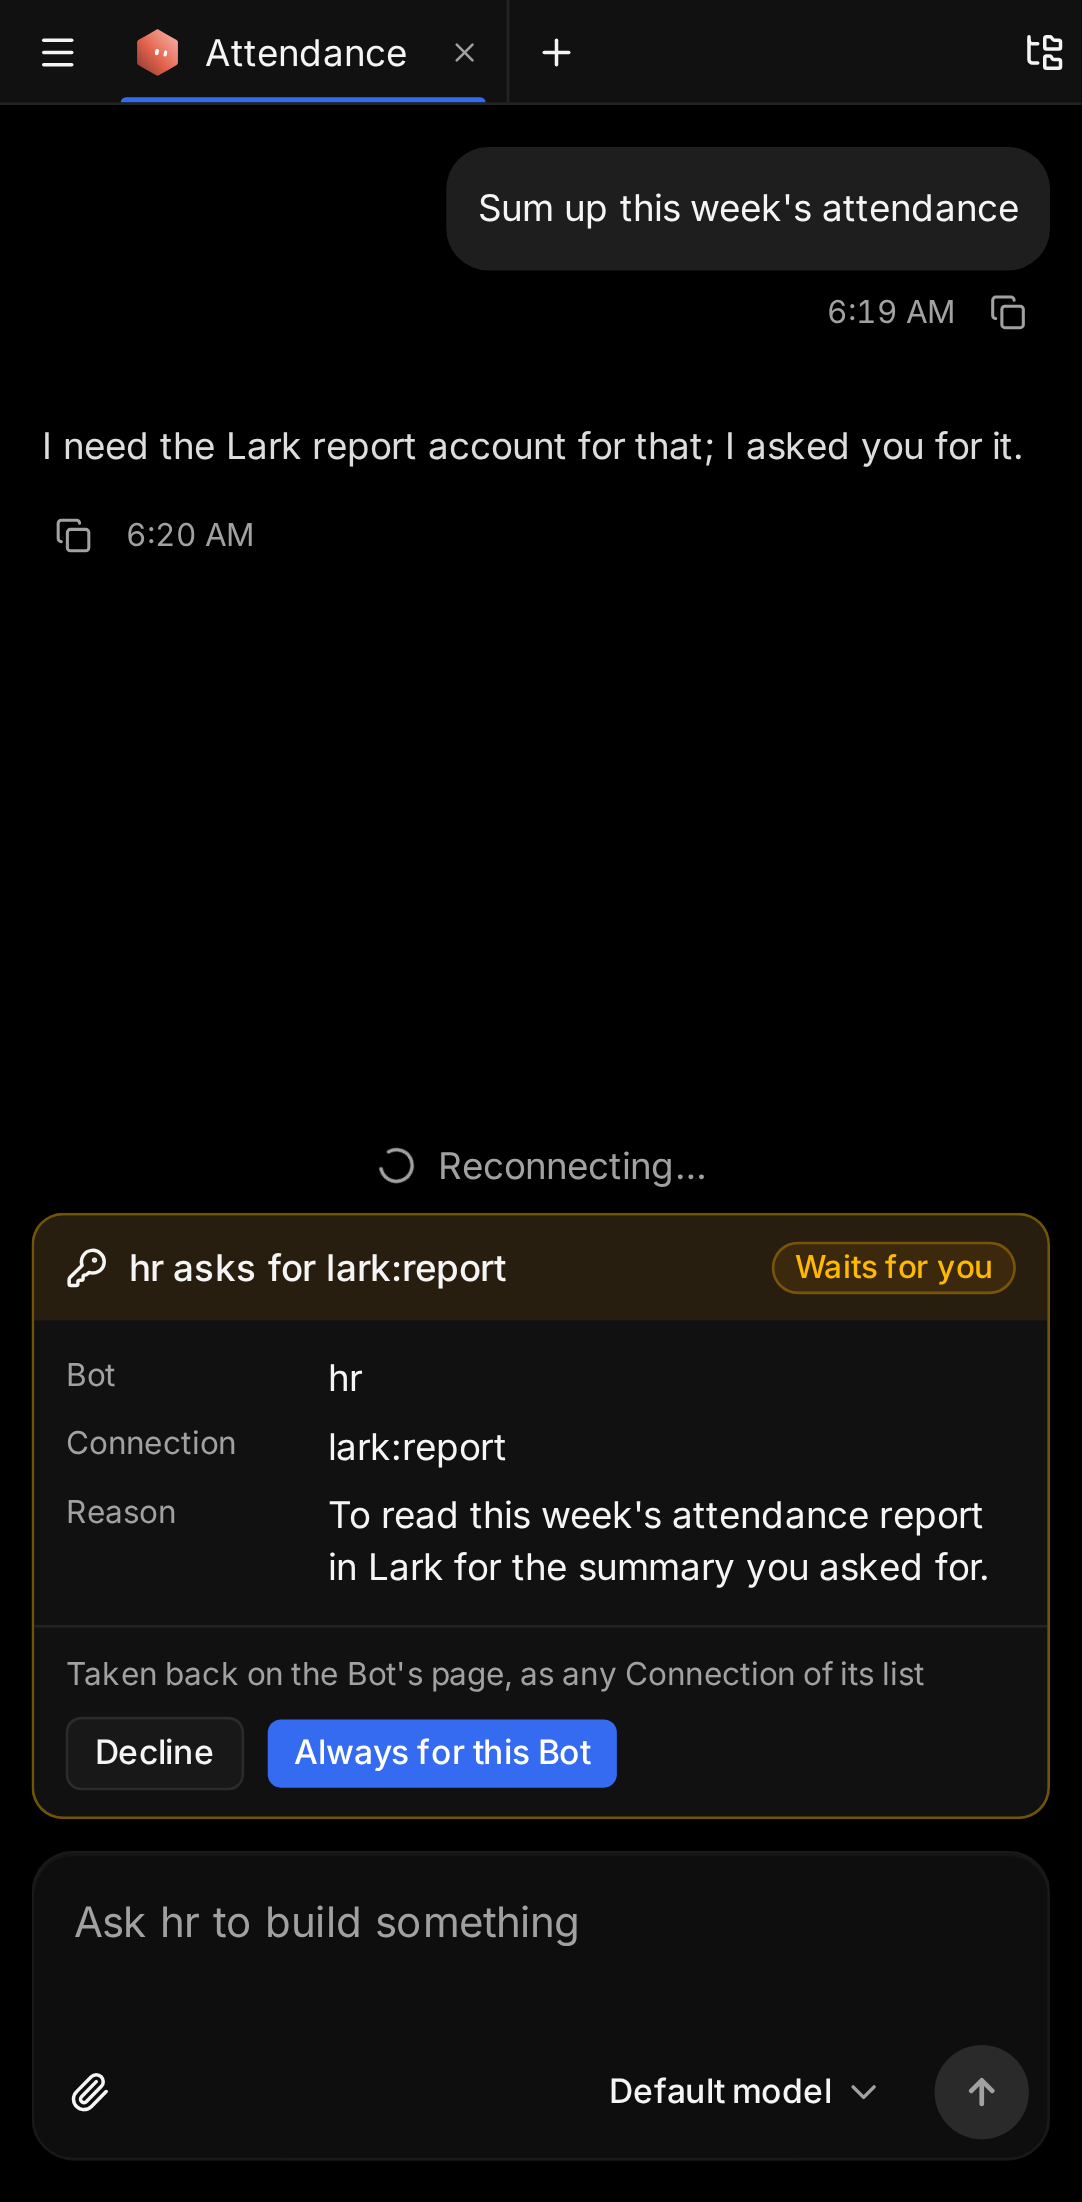 Attendance
Sum up this week's attendance
6:19 AM
I need the Lark report account for that; I asked you for it.
6:20 AM
Reconnecting...
hr asks for lark:report
Waits for you
Bot
hr
Connection
lark:report
Reason
To read this week's attendance report
in Lark for the summary you asked for.
Taken back on the Bot's page, as any Connection of its list
Decline
Always for this Bot
Ask hr to build something
Default model